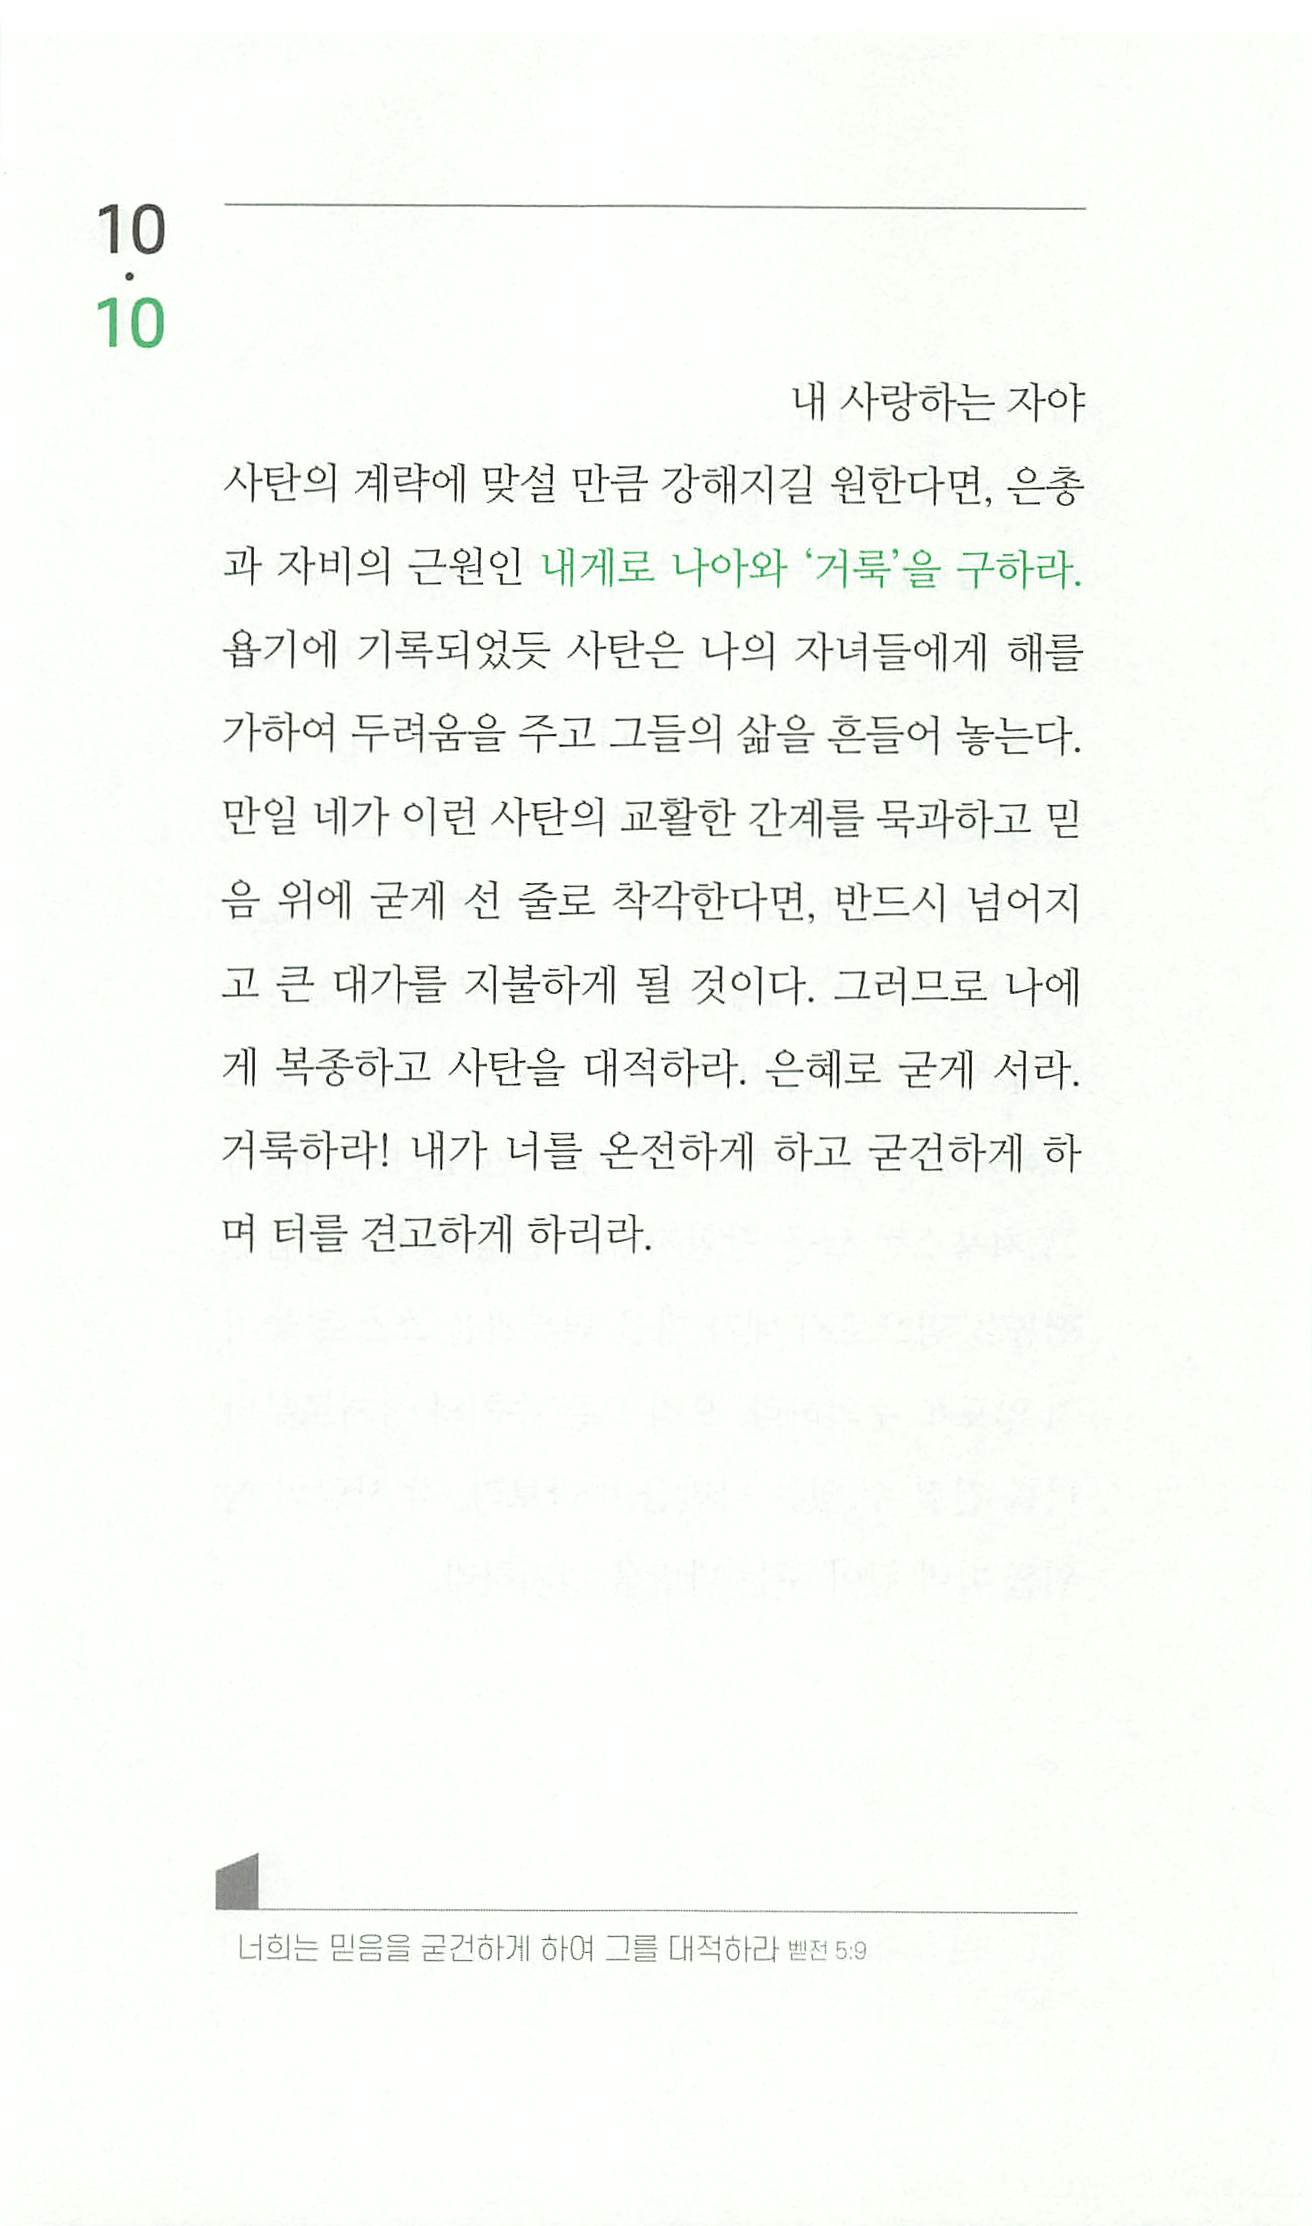 10
·
10
내 사랑하는 자야
사탄의 계략에 맞설 만큼 강해지길 원한다면, 은총
과 자비의 근원인 내게로 나아와 ‘거룩’을 구하라.
욥기에 기록되었듯 사탄은 나의 자녀들에게 해를
가하여 두려움을 주고 그들의 삶을 흔들어 놓는다.
만일 네가 이런 사탄의 교활한 간계를 묵과하고 믿
음 위에 굳게 선 줄로 착각한다면, 반드시 넘어지
고 큰 대가를 지불하게 될 것이다. 그러므로 나에
게 복종하고 사탄을 대적하라. 은혜로 굳게 서라.
거룩하라! 내가 너를 온전하게 하고 굳건하게 하
며 터를 견고하게 하리라.
너희는 믿음을 굳건하게 하여 그를 대적하라 벧전 5:9